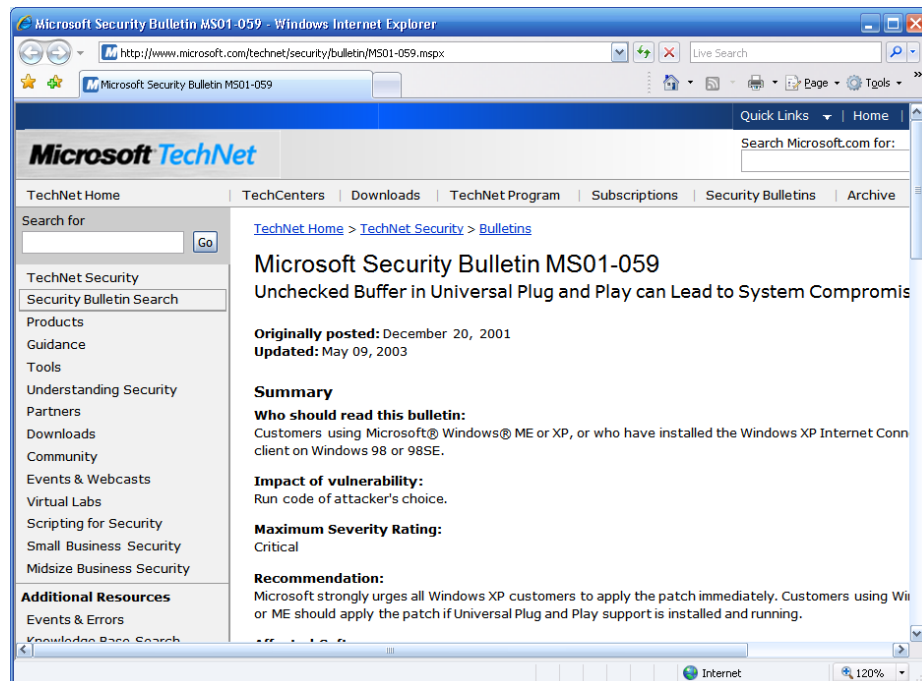 Microsoft Security Bulletin MS01-059 - Windows Internet Explorer
http://www.microsoft.com/technet/security/bulletin/MS01-059.mspx
Live Search
Microsoft Security Bulletin MS01-059
Page
Tools
»
Quick Links | Home |
Microsoft TechNet
Search Microsoft.com for:
TechNet Home | TechCenters | Downloads | TechNet Program | Subscriptions | Security Bulletins | Archive
Search for
Go
TechNet Security
Security Bulletin Search
Products
Guidance
Tools
Understanding Security
Partners
Downloads
Community
Events & Webcasts
Virtual Labs
Scripting for Security
Small Business Security
Midsize Business Security
Additional Resources
Events & Errors
Knowledge Base Search
TechNet Home > TechNet Security > Bulletins
Microsoft Security Bulletin MS01-059
Unchecked Buffer in Universal Plug and Play can Lead to System Compromis
Originally posted: December 20, 2001
Updated: May 09, 2003
Summary
Who should read this bulletin:
Customers using Microsoft® Windows® ME or XP, or who have installed the Windows XP Internet Conn
client on Windows 98 or 98SE.
Impact of vulnerability:
Run code of attacker's choice.
Maximum Severity Rating:
Critical
Recommendation:
Microsoft strongly urges all Windows XP customers to apply the patch immediately. Customers using Wi
or ME should apply the patch if Universal Plug and Play support is installed and running.
Internet
120%